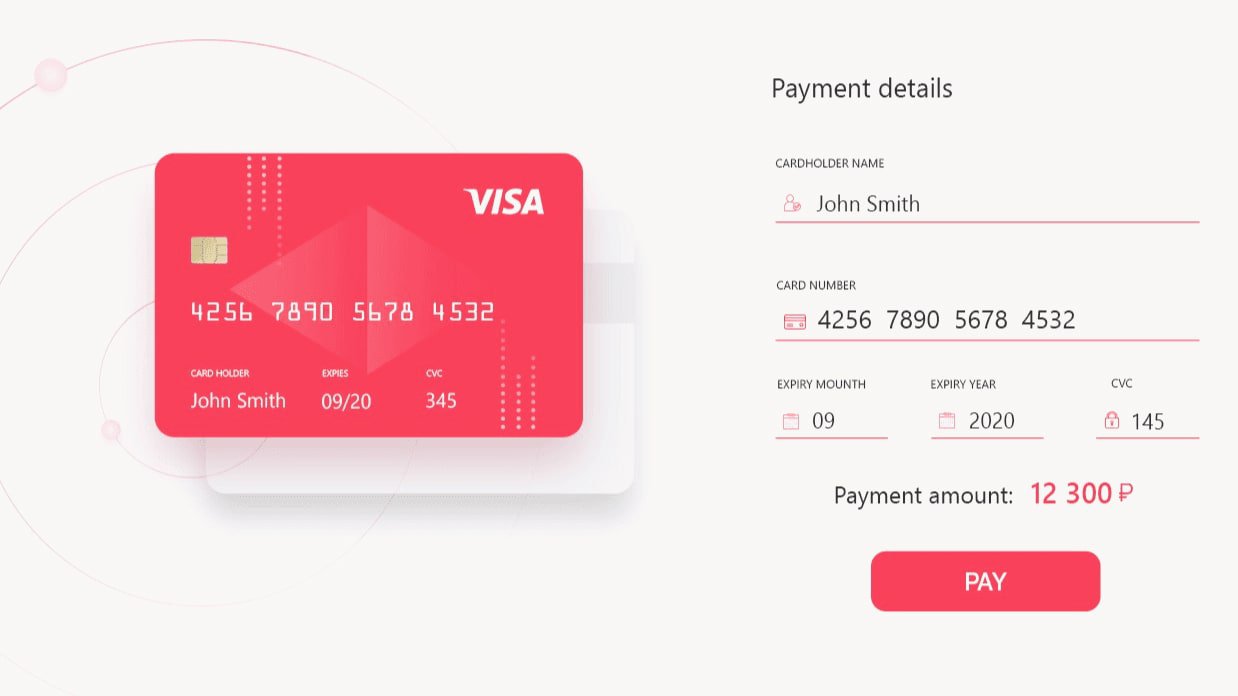 VISA
4256 7890 5678 4532
CARD HOLDER EXPIES CVC
John Smith 09/20 345
Payment details
CARDHOLDER NAME
John Smith
CARD NUMBER
4256 7890 5678 4532
EXPIRY MOUNTH EXPIRY YEAR CVC
09 2020 145
Payment amount: 12 300 ₽
PAY